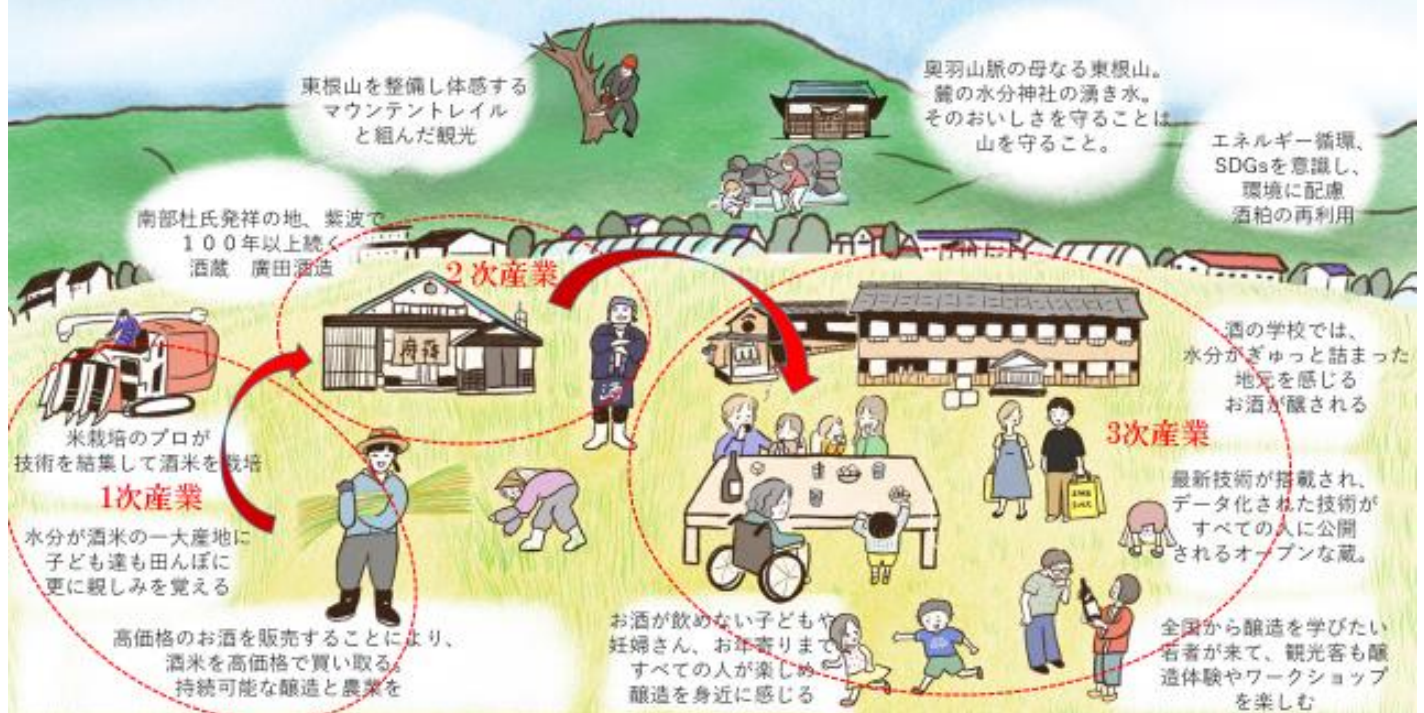 東根山を整備し体感する
マウンテントレイル
と組んだ観光
奥羽山脈の母なる東根山。
麓の水分神社の湧き水。
そのおいしさを守ることは
山を守ること。
エネルギー循環、
SDGsを意識し、
環境に配慮
酒粕の再利用
南部杜氏発祥の地、紫波で
１００年以上続く
酒蔵　廣田酒造
2次産業
酒の学校では、
水分がぎゅっと詰まった
地元を感じる
お酒が醸される
米栽培のプロが
技術を結集して酒米を栽培
1次産業
水分が酒米の一大産地に
子ども達も田んぼに
更に親しみを覚える
高価格のお酒を販売することにより、
酒米を高価格で買い取る。
持続可能な醸造と農業を
酒
3次産業
最新技術が搭載され、
データ化された技術が
すべての人に公開
されるオープンな蔵。
お酒が飲めない子どもや
妊婦さん、お年寄りまで
すべての人が楽しめ
醸造を身近に感じる
全国から醸造を学びたい
若者が来て、観光客も醸
造体験やワークショップ
を楽しむ